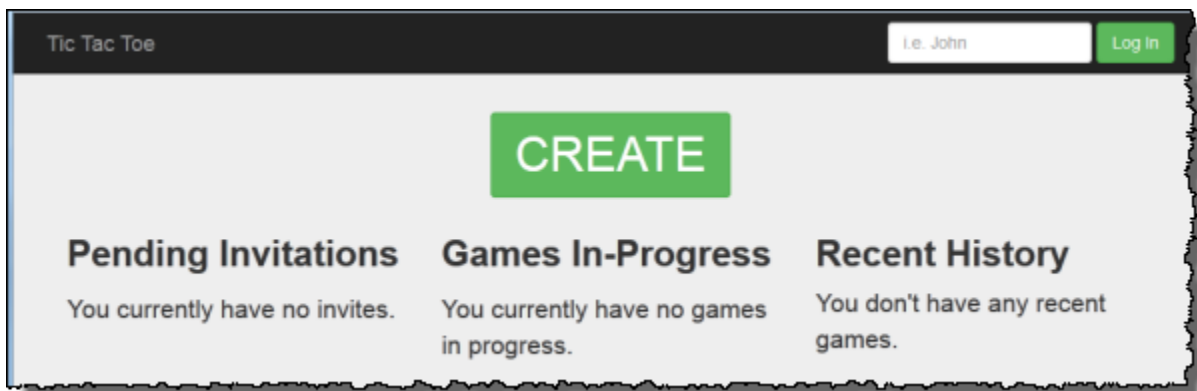 Tic Tac Toe
i.e. John
Log In
CREATE
Pending Invitations
You currently have no invites.
Games In-Progress
You currently have no games
in progress.
Recent History
You don't have any recent
games.